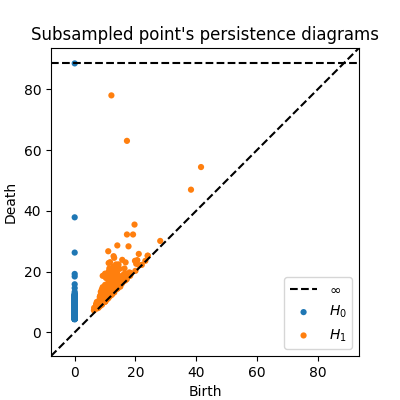 Subsampled point's persistence diagrams
Death
80
60
40
20
0
0 20 40 60 80
Birth
∞
H₀
H₁